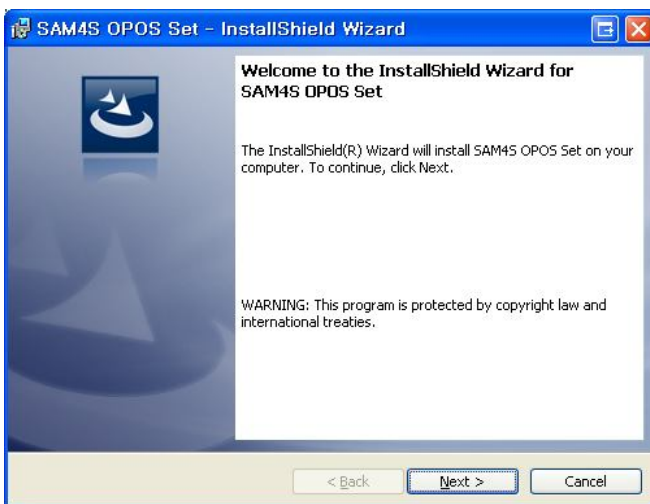 SAM4S OPOS Set - InstallShield Wizard
Welcome to the InstallShield Wizard for
SAM4S OPOS Set
The InstallShield(R) Wizard will install SAM4S OPOS Set on your
computer. To continue, click Next.
WARNING: This program is protected by copyright law and
international treaties.
< Back
Next >
Cancel